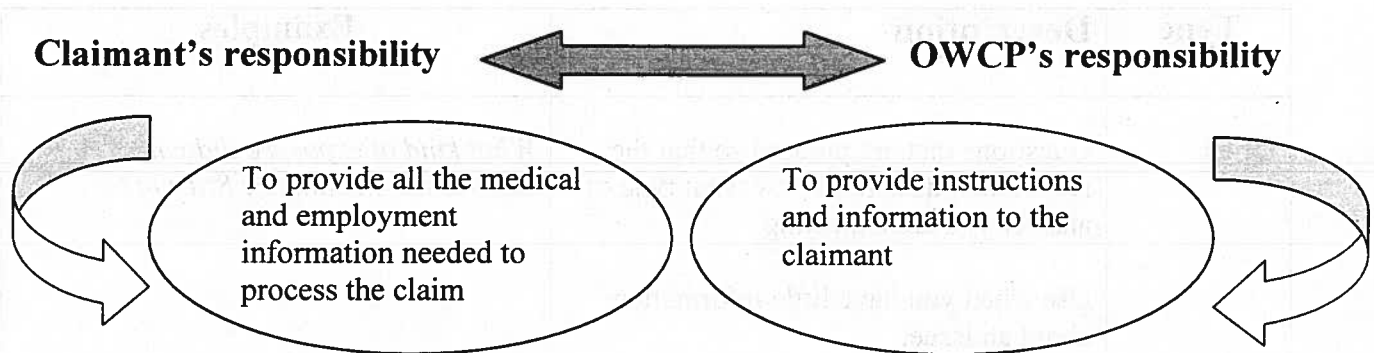 Claimant's responsibility OWCP's responsibility
To provide all the medical
and employment
information needed to
process the claim
To provide instructions
and information to the
claimant